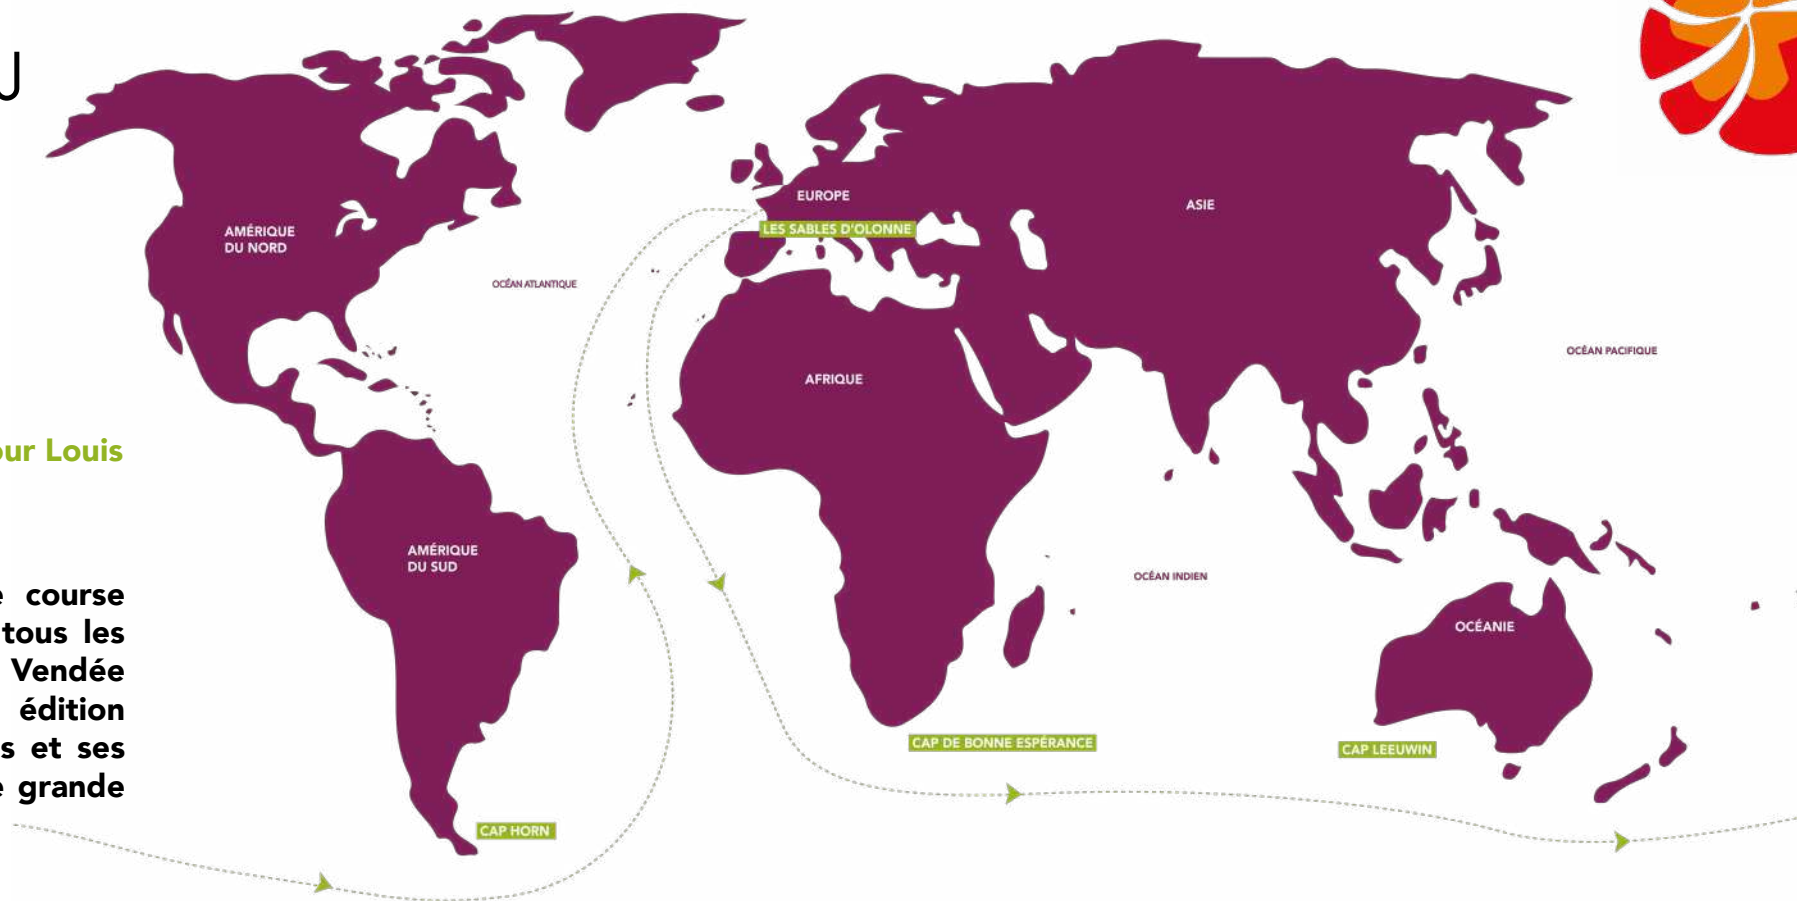 U
our Louis
course
tous les
Vendée
édition
s et ses
e grande
AMÉRIQUE
DU NORD
OCÉAN ATLANTIQUE
EUROPE
LES SABLES D'OLONNE
ASIE
OCÉAN PACIFIQUE
AFRIQUE
AMÉRIQUE
DU SUD
OCÉAN INDIEN
OCÉANIE
CAP DE BONNE ESPÉRANCE
CAP LEEUWIN
CAP HORN